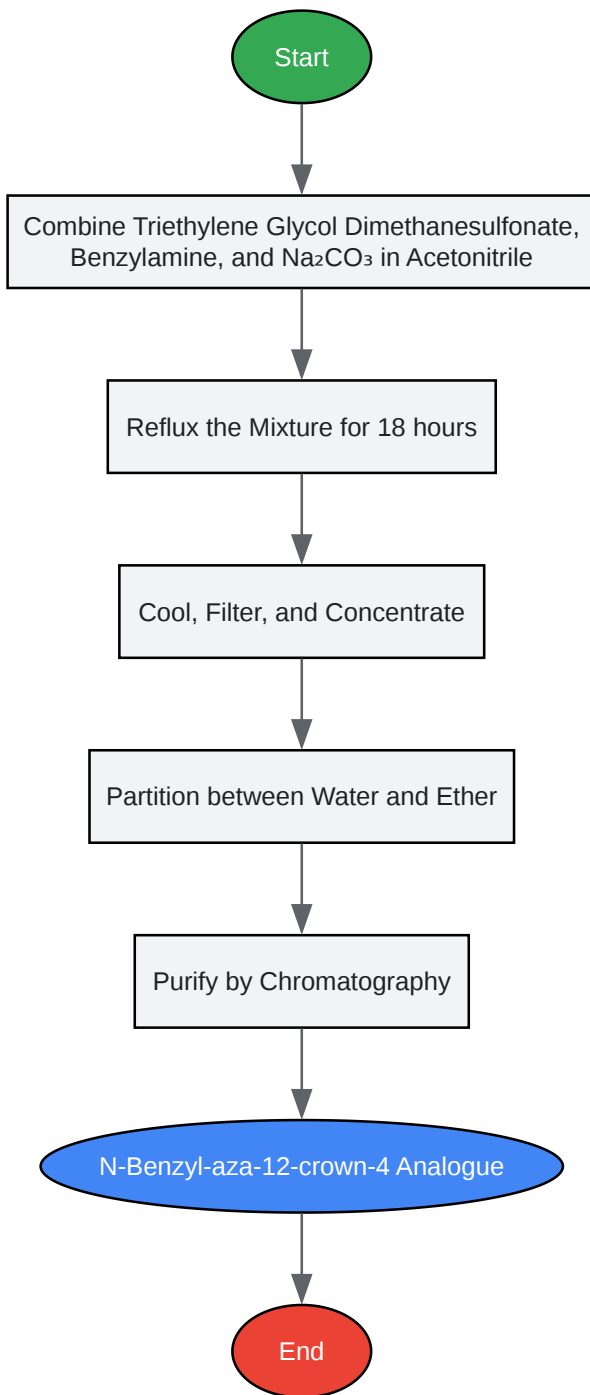 Start
Combine Triethylene Glycol Dimethanesulfonate,
Benzylamine, and Na₂CO₃ in Acetonitrile
Reflux the Mixture for 18 hours
Cool, Filter, and Concentrate
Partition between Water and Ether
Purify by Chromatography
N-Benzyl-aza-12-crown-4 Analogue
End